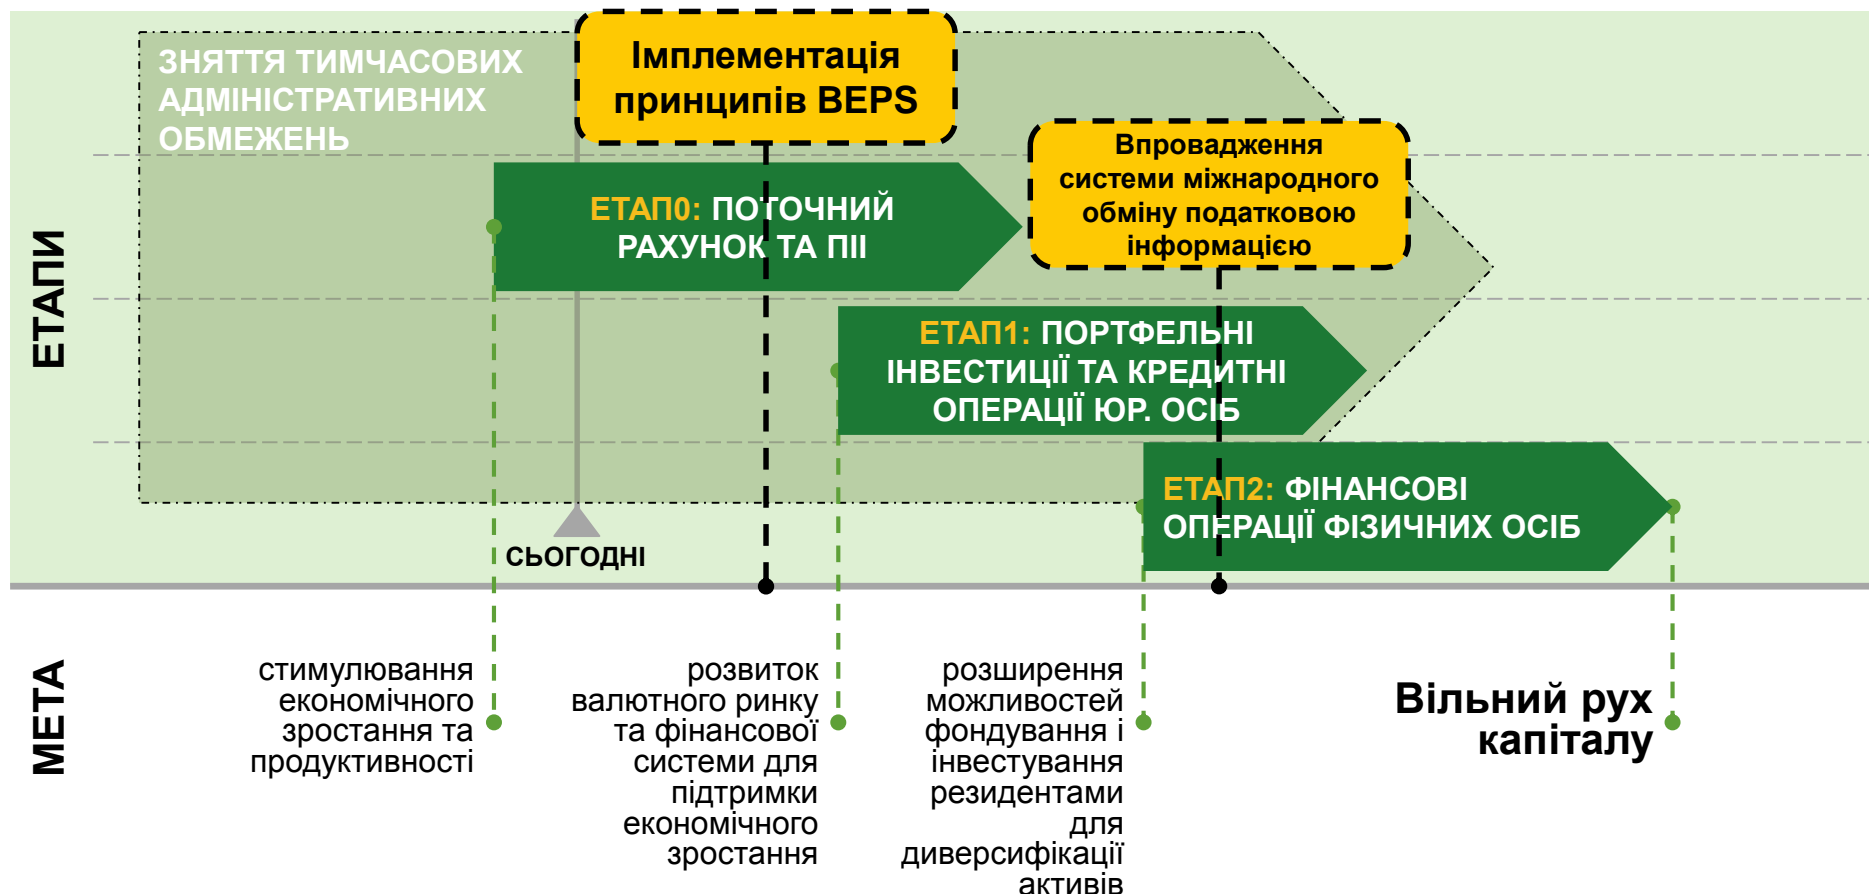 ЗНЯТТЯ ТИМЧАСОВИХ
АДМІНІСТРАТИВНИХ
ОБМЕЖЕНЬ
Імплементація
принципів BEPS
Впровадження
системи міжнародного
обміну податковою
інформацією
ЕТАПИ
ЕТАП0: ПОТОЧНИЙ
РАХУНОК ТА ПІІ
ЕТАП1: ПОРТФЕЛЬНІ
ІНВЕСТИЦІЇ ТА КРЕДИТНІ
ОПЕРАЦІЇ ЮР. ОСІБ
ЕТАП2: ФІНАНСОВІ
ОПЕРАЦІЇ ФІЗИЧНИХ ОСІБ
СЬОГОДНІ
МЕТА
стимулювання
економічного
зростання та
продуктивності
розвиток
валютного ринку
та фінансової
системи для
підтримки
економічного
зростання
розширення
можливостей
фондування і
інвестування
резидентами
для
диверсифікації
активів
Вільний рух
капіталу